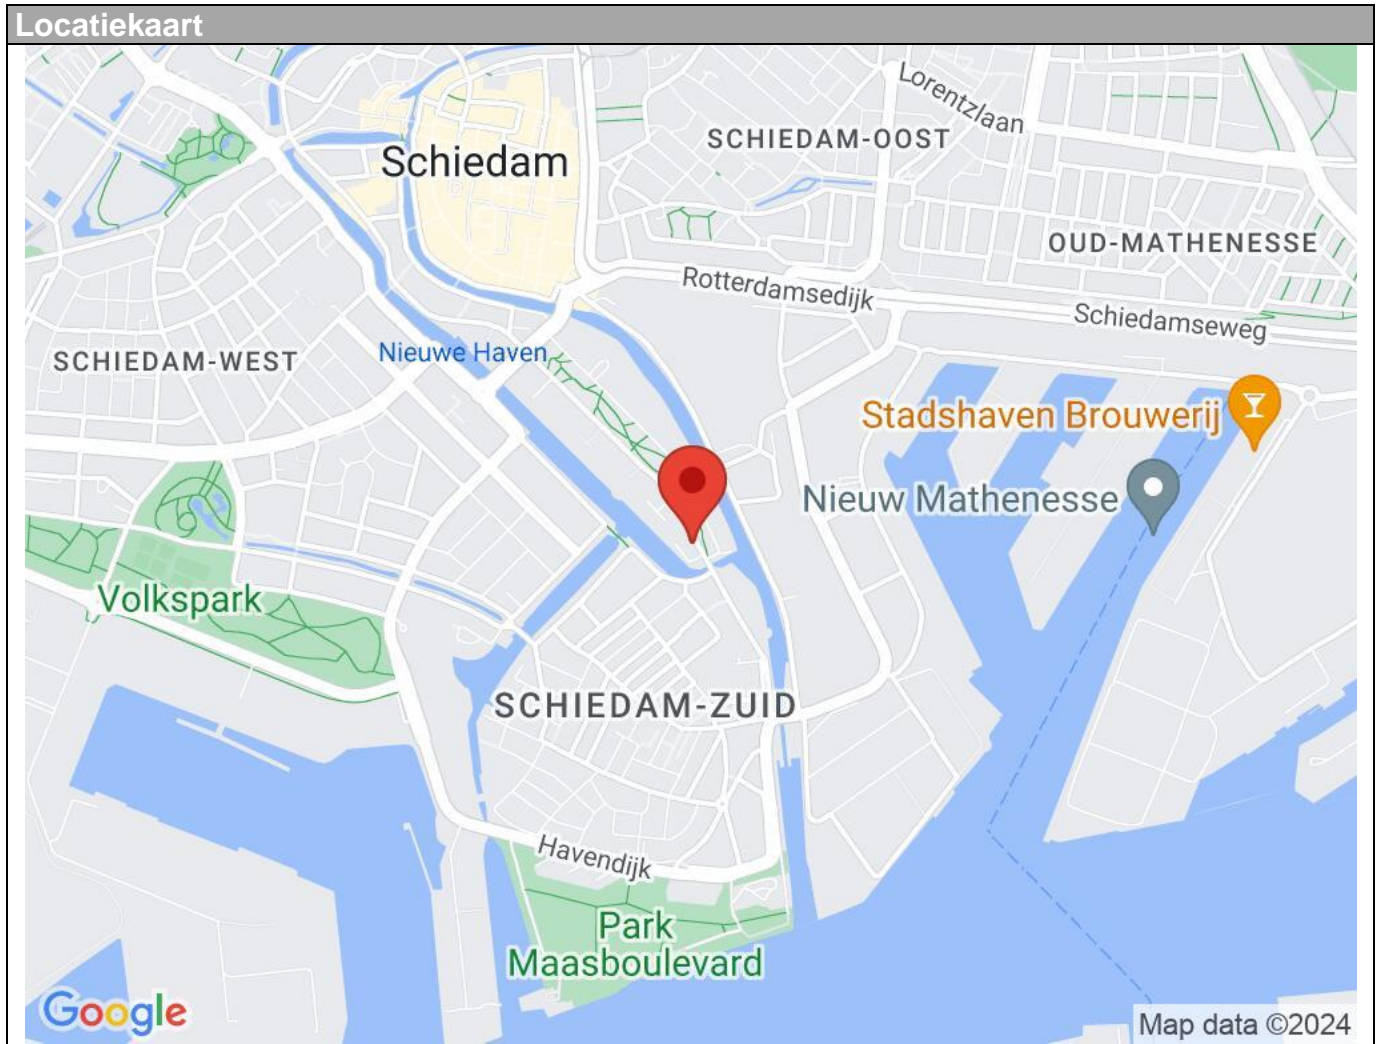 Locatiekaart
Lorentzlaan
SCHIEDAM-OOST
Schiedam
OUD-MATHENESSE
Rotterdamsedijk
Schiedamseweg
Nieuwe Haven
SCHIEDAM-WEST
Stadshaven Brouwerij
Nieuw Mathenesse
Volkspark
SCHIEDAM-ZUID
Havendijk
Park
Maasboulevard
Google
Map data ©2024